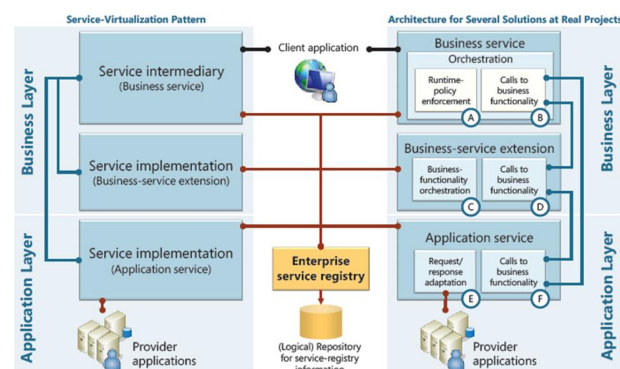 Service-Virtualization Pattern
Architecture for Several Solutions at Real Projects
Business Layer
Service intermediary
(Business service)
Service implementation
(Business-service extension)
Application Layer
Service implementation
(Application service)
Provider
applications
Client application
Enterprise
service registry
(Logical) Repository
for service-registry
information
Business service
Orchestration
Runtime-
policy
enforcement
A
Calls to
business
functionality
B
Business-service extension
Business-
functionality
orchestration
C
Calls to
business
functionality
D
Application service
Request/
response
adaptation
E
Calls to
business
functionality
F
Provider
applications
Business Layer
Application Layer